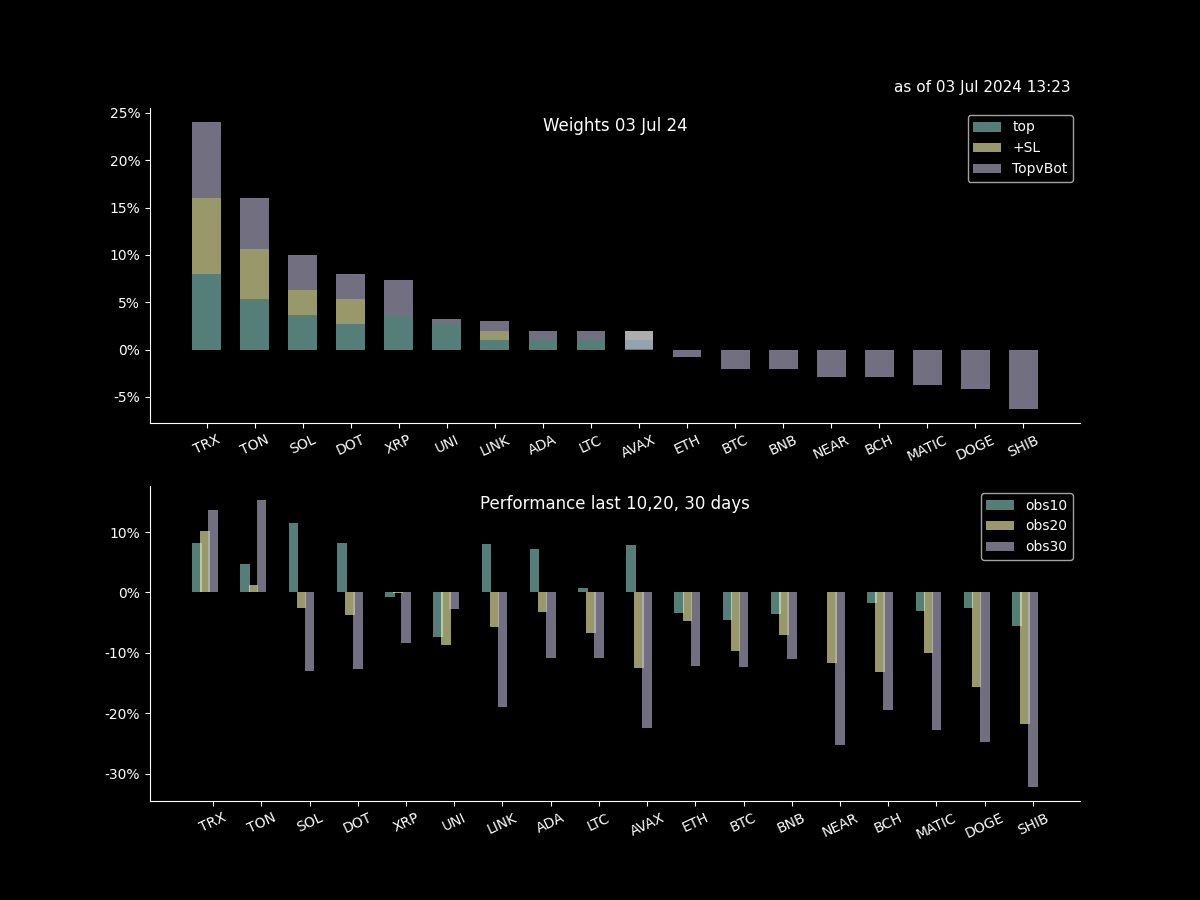 as of 03 Jul 2024 13:23
Weights 03 Jul 24
top
+SL
TopvBot
25%
20%
15%
10%
5%
0%
-5%
TRX TON SOL DOT XRP UNI LINK ADA LTC AVAX ETH BTC BNB NEAR BCH MATIC DOGE SHIB
Performance last 10,20, 30 days
obs10
obs20
obs30
10%
0%
-10%
-20%
-30%
TRX TON SOL DOT XRP UNI LINK ADA LTC AVAX ETH BTC BNB NEAR BCH MATIC DOGE SHIB